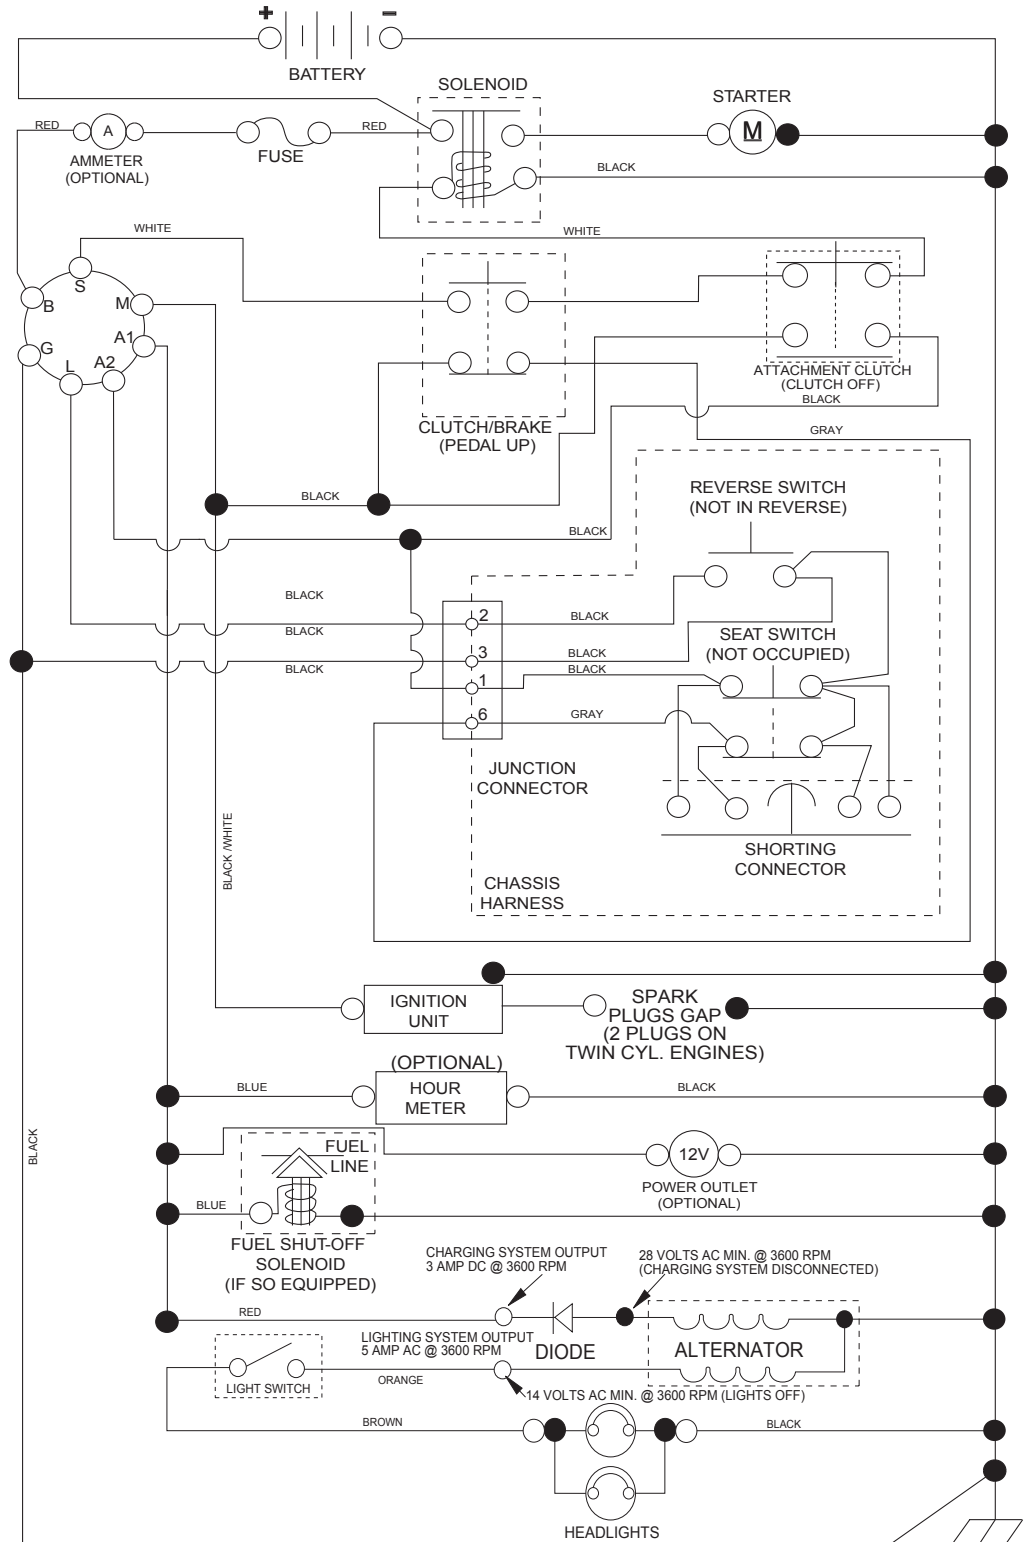 + −
BATTERY
SOLENOID
STARTER
RED
A
RED
M
AMMETER
(OPTIONAL)
FUSE
BLACK
WHITE
WHITE
S
B
M
G
A1
L
A2
ATTACHMENT CLUTCH
(CLUTCH OFF)
BLACK
CLUTCH/BRAKE
(PEDAL UP)
GRAY
REVERSE SWITCH
(NOT IN REVERSE)
BLACK
BLACK
BLACK
2
BLACK
BLACK
SEAT SWITCH
(NOT OCCUPIED)
3
BLACK
BLACK
BLACK
1
6
GRAY
JUNCTION
CONNECTOR
BLACK /WHITE
SHORTING
CONNECTOR
CHASSIS
HARNESS
IGNITION
UNIT
SPARK
PLUGS GAP
(2 PLUGS ON
TWIN CYL. ENGINES)
(OPTIONAL)
BLUE
HOUR
METER
BLACK
BLACK
FUEL
LINE
12V
POWER OUTLET
(OPTIONAL)
BLUE
FUEL SHUT-OFF
SOLENOID
(IF SO EQUIPPED)
CHARGING SYSTEM OUTPUT
3 AMP DC @ 3600 RPM
28 VOLTS AC MIN. @ 3600 RPM
(CHARGING SYSTEM DISCONNECTED)
RED
LIGHTING SYSTEM OUTPUT
5 AMP AC @ 3600 RPM
DIODE
ALTERNATOR
LIGHT SWITCH
ORANGE
14 VOLTS AC MIN. @ 3600 RPM (LIGHTS OFF)
BROWN
BLACK
HEADLIGHTS